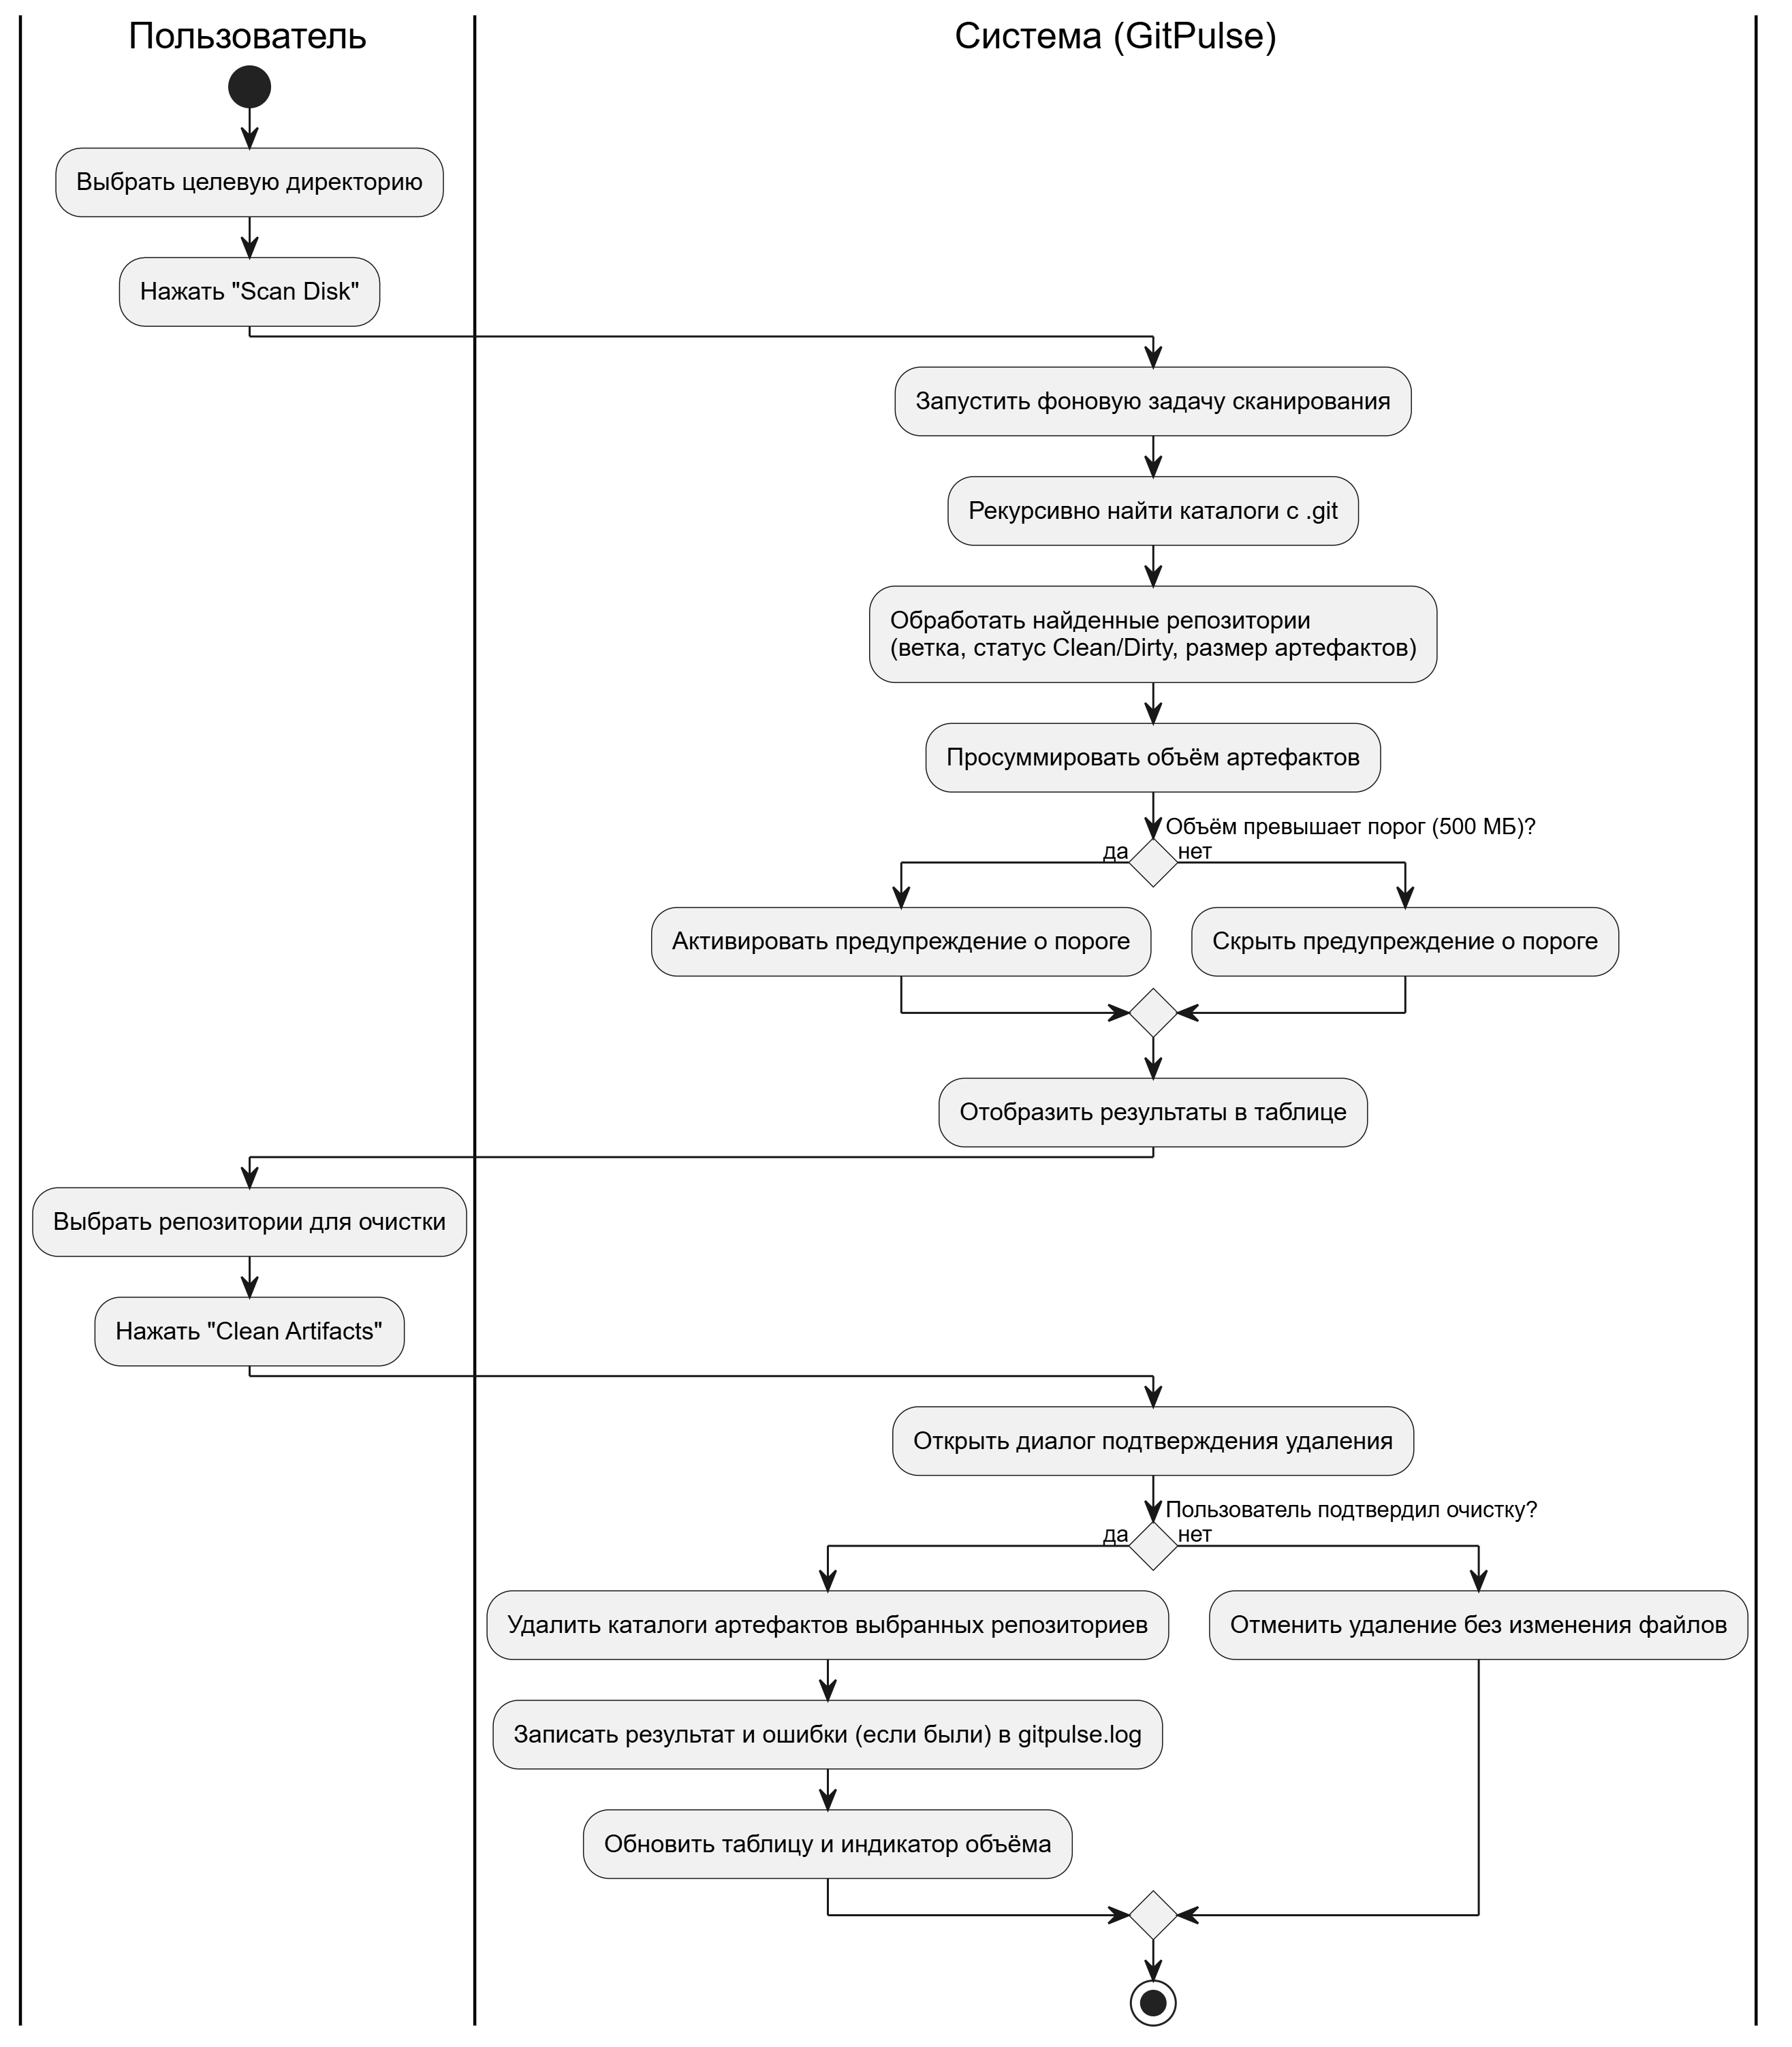 Пользователь
Система (GitPulse)
Выбрать целевую директорию
Нажать "Scan Disk"
Запустить фоновую задачу сканирования
Рекурсивно найти каталоги с .git
Обработать найденные репозитории
(ветка, статус Clean/Dirty, размер артефактов)
Просуммировать объём артефактов
Объём превышает порог (500 МБ)?
да
нет
Активировать предупреждение о пороге
Скрыть предупреждение о пороге
Отобразить результаты в таблице
Выбрать репозитории для очистки
Нажать "Clean Artifacts"
Открыть диалог подтверждения удаления
Пользователь подтвердил очистку?
да
нет
Удалить каталоги артефактов выбранных репозиториев
Отменить удаление без изменения файлов
Записать результат и ошибки (если были) в gitpulse.log
Обновить таблицу и индикатор объёма